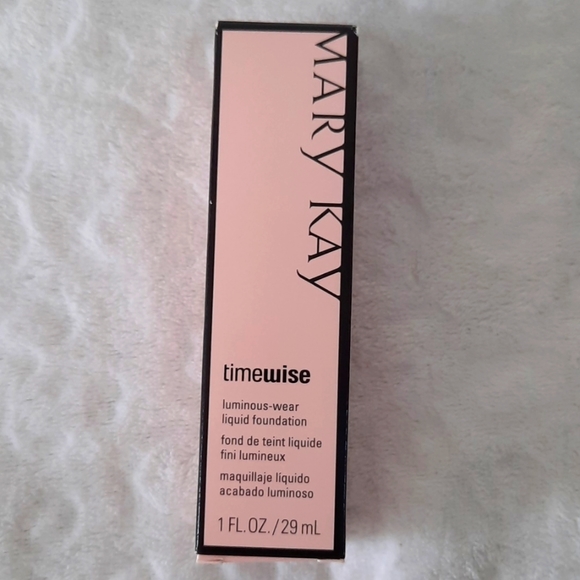 MARY KAY
timewise
luminous-wear
liquid foundation
fond de teint liquide
fini lumineux
maquillaje líquido
acabado luminoso
1 FL.OZ./29 mL